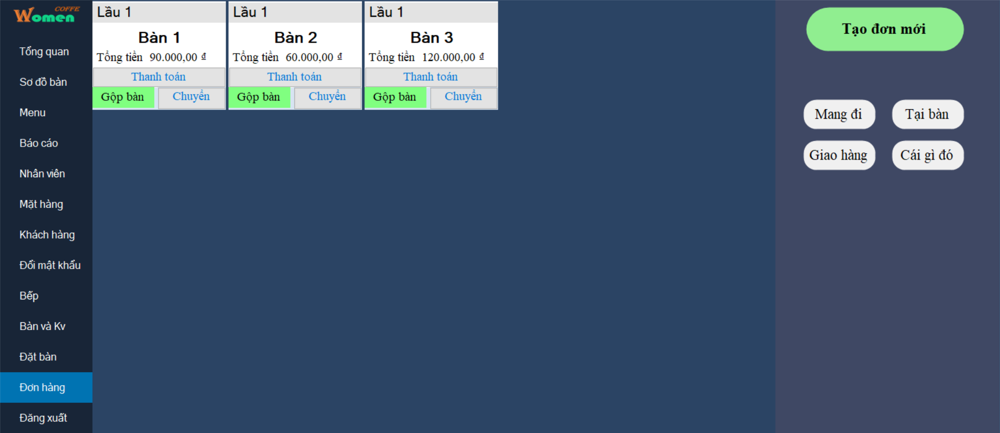 COFFE
Women
Tổng quan
Sơ đồ bàn
Menu
Báo cáo
Nhân viên
Mặt hàng
Khách hàng
Đổi mật khẩu
Bếp
Bàn và Kv
Đặt bàn
Đơn hàng
Đăng xuất
Lầu 1
Bàn 1
Tổng tiền 90.000,00 ₫
Thanh toán
Gộp bàn Chuyển
Lầu 1
Bàn 2
Tổng tiền 60.000,00 ₫
Thanh toán
Gộp bàn Chuyển
Lầu 1
Bàn 3
Tổng tiền 120.000,00 ₫
Thanh toán
Gộp bàn Chuyển
Tạo đơn mới
Mang đi Tại bàn
Giao hàng Cái gì đó